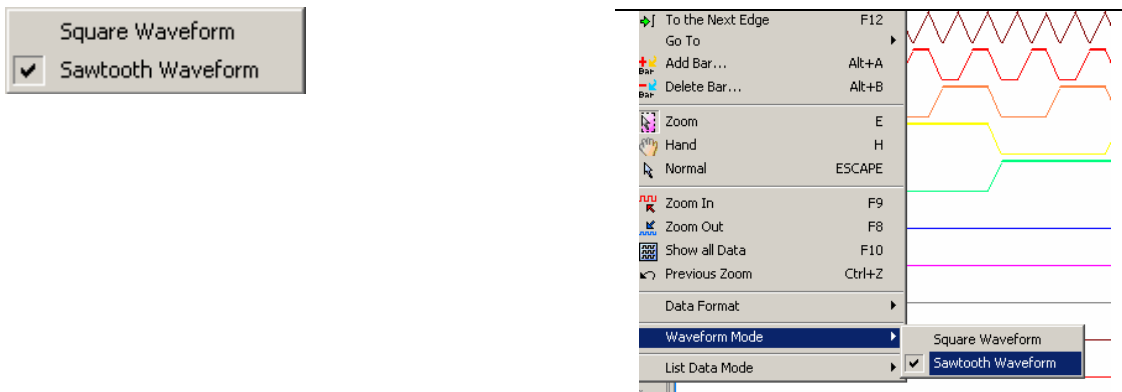 Square Waveform
Sawtooth Waveform
To the Next Edge F12
Go To
Bar Add Bar... Alt+A
Bar Delete Bar... Alt+B
Zoom E
Hand H
Normal ESCAPE
Zoom In F9
Zoom Out F8
Show all Data F10
Previous Zoom Ctrl+Z
Data Format
Waveform Mode
Square Waveform
Sawtooth Waveform
List Data Mode